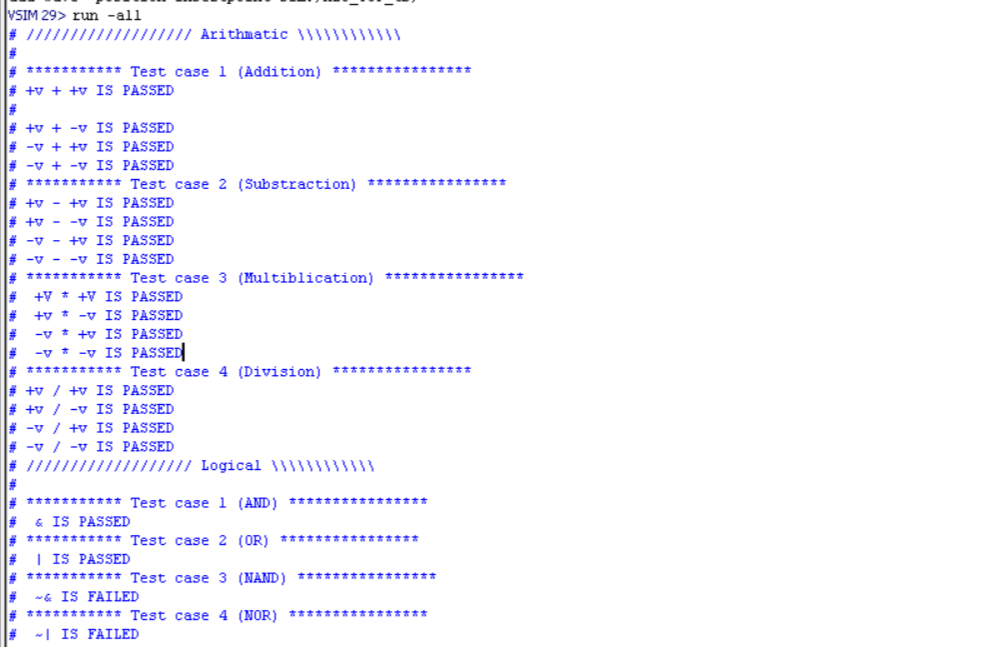 VSIM 29> run -all
# /////////////////// Arithmatic \\\\\\\\\\\\
#
# *********** Test case 1 (Addition) ****************
# +v + +v IS PASSED
#
# +v + -v IS PASSED
# -v + +v IS PASSED
# -v + -v IS PASSED
# *********** Test case 2 (Substraction) ****************
# +v - +v IS PASSED
# +v - -v IS PASSED
# -v - +v IS PASSED
# -v - -v IS PASSED
# *********** Test case 3 (Multiblication) ****************
#  +V * +V IS PASSED
#  +v * -v IS PASSED
#  -v * +v IS PASSED
#  -v * -v IS PASSED
# *********** Test case 4 (Division) ****************
# +v / +v IS PASSED
# +v / -v IS PASSED
# -v / +v IS PASSED
# -v / -v IS PASSED
# /////////////////// Logical \\\\\\\\\\\\
#
# *********** Test case 1 (AND) ****************
#  & IS PASSED
# *********** Test case 2 (OR) ****************
#  | IS PASSED
# *********** Test case 3 (NAND) ****************
#  ~& IS FAILED
# *********** Test case 4 (NOR) ****************
#  ~| IS FAILED